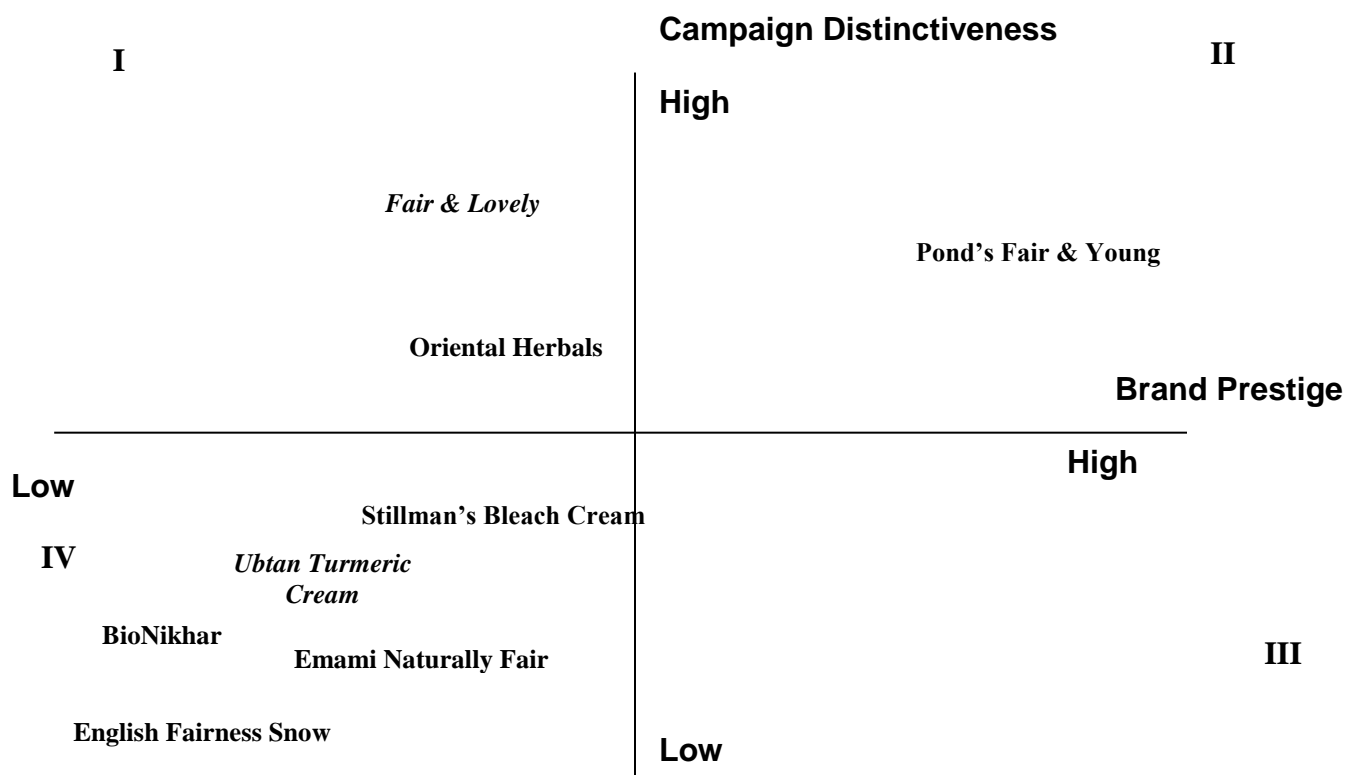 Campaign Distinctiveness
I
II
High
Fair & Lovely
Pond’s Fair & Young
Oriental Herbals
Brand Prestige
High
Low
Stillman’s Bleach Cream
IV
Ubtan Turmeric
Cream
BioNikhar
Emami Naturally Fair
III
English Fairness Snow
Low